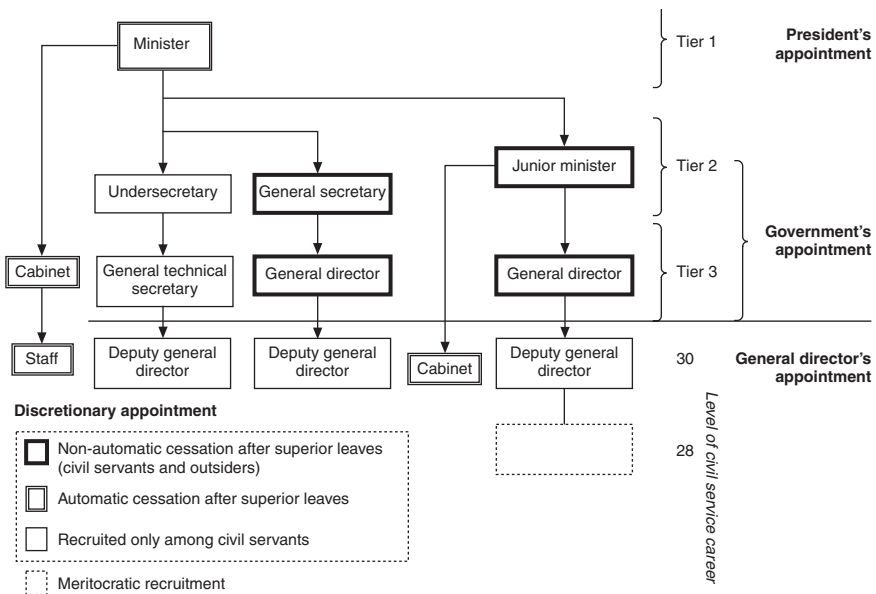 Minister
Tier 1
President's
appointment
Junior minister
Tier 2
Undersecretary
General secretary
Government's
appointment
Cabinet
General technical
secretary
General director
General director
Tier 3
Staff
Deputy general
director
Deputy general
director
Cabinet
Deputy general
director
30
General director's
appointment
Level of civil service career
28
Discretionary appointment
Non-automatic cessation after superior leaves
(civil servants and outsiders)
Automatic cessation after superior leaves
Recruited only among civil servants
Meritocratic recruitment